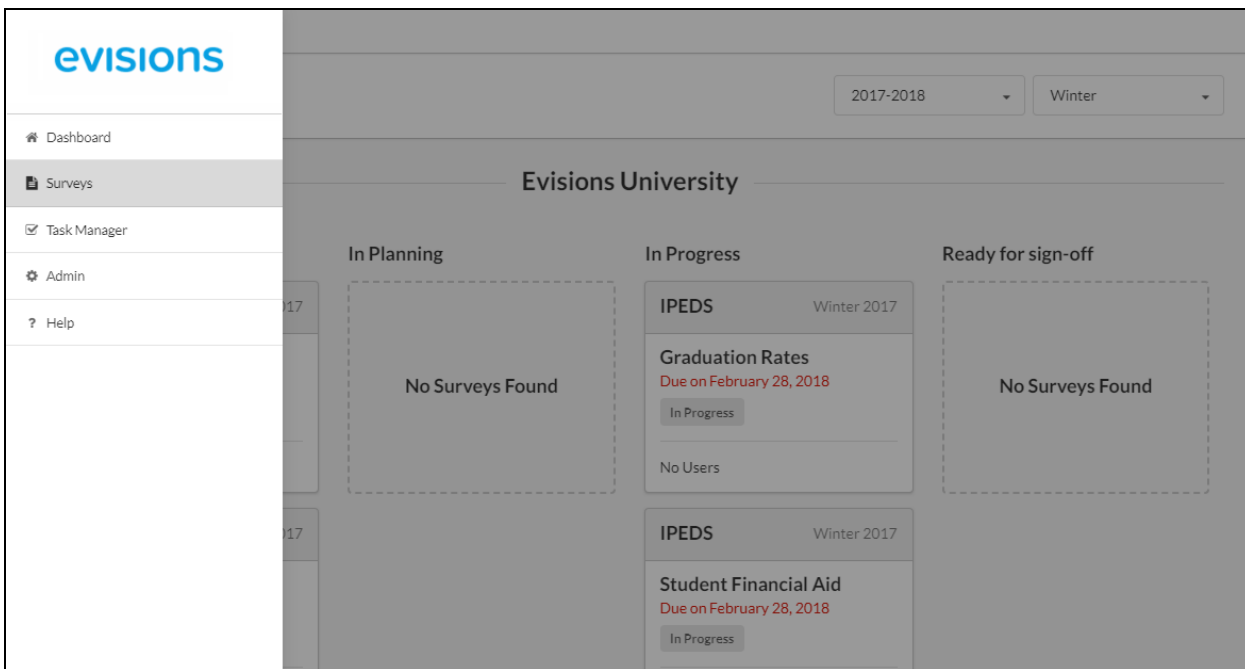 evisions
Dashboard
Surveys
Task Manager
Admin
? Help
2017-2018
Winter
Evisions University
In Planning
In Progress
Ready for sign-off
017
No Surveys Found
IPEDS Winter 2017
Graduation Rates
Due on February 28, 2018
In Progress
No Users
No Surveys Found
017
IPEDS Winter 2017
Student Financial Aid
Due on February 28, 2018
In Progress